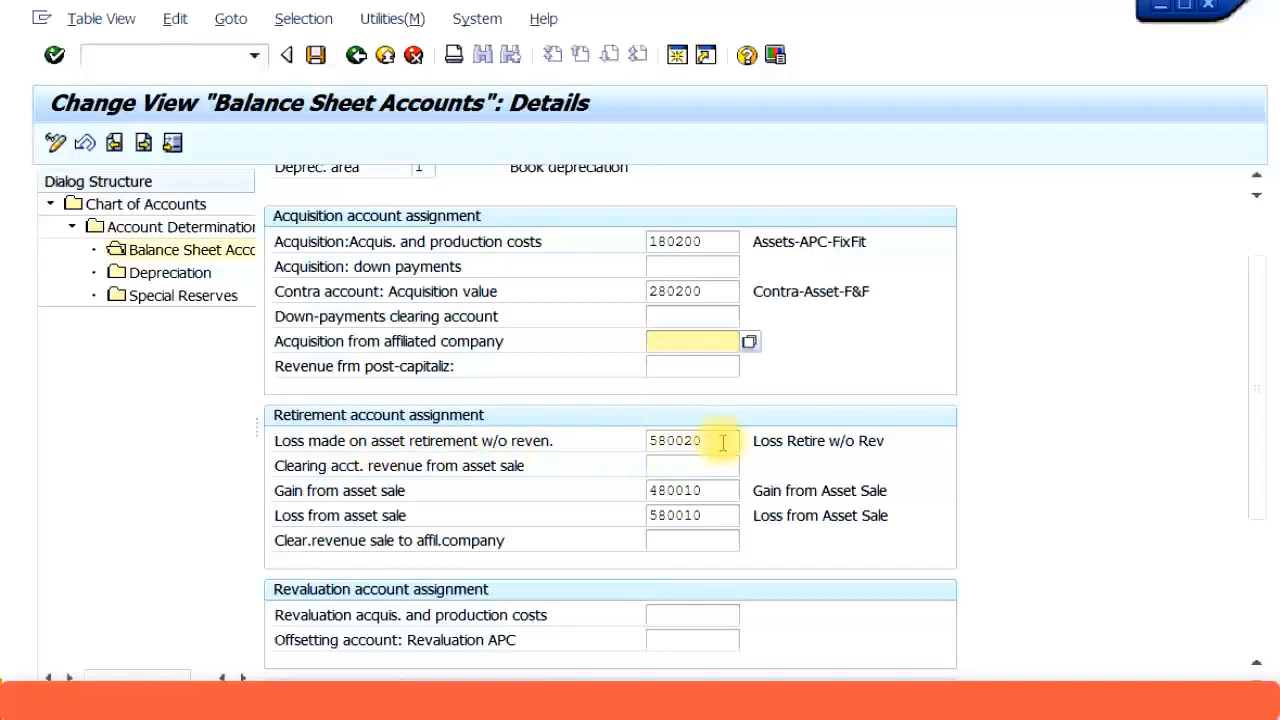 Table View Edit Goto Selection Utilities(M) System Help
Change View "Balance Sheet Accounts": Details
Dialog Structure
Chart of Accounts
Account Determination
Balance Sheet Acco
Depreciation
Special Reserves
Deprec. area 1 Book depreciation
Acquisition account assignment
Acquisition:Acquis. and production costs 180200 Assets-APC-FixFit
Acquisition: down payments
Contra account: Acquisition value 280200 Contra-Asset-F&F
Down-payments clearing account
Acquisition from affiliated company
Revenue frm post-capitaliz:
Retirement account assignment
Loss made on asset retirement w/o reven. 580020 Loss Retire w/o Rev
Clearing acct. revenue from asset sale
Gain from asset sale 480010 Gain from Asset Sale
Loss from asset sale 580010 Loss from Asset Sale
Clear.revenue sale to affil.company
Revaluation account assignment
Revaluation acquis. and production costs
Offsetting account: Revaluation APC